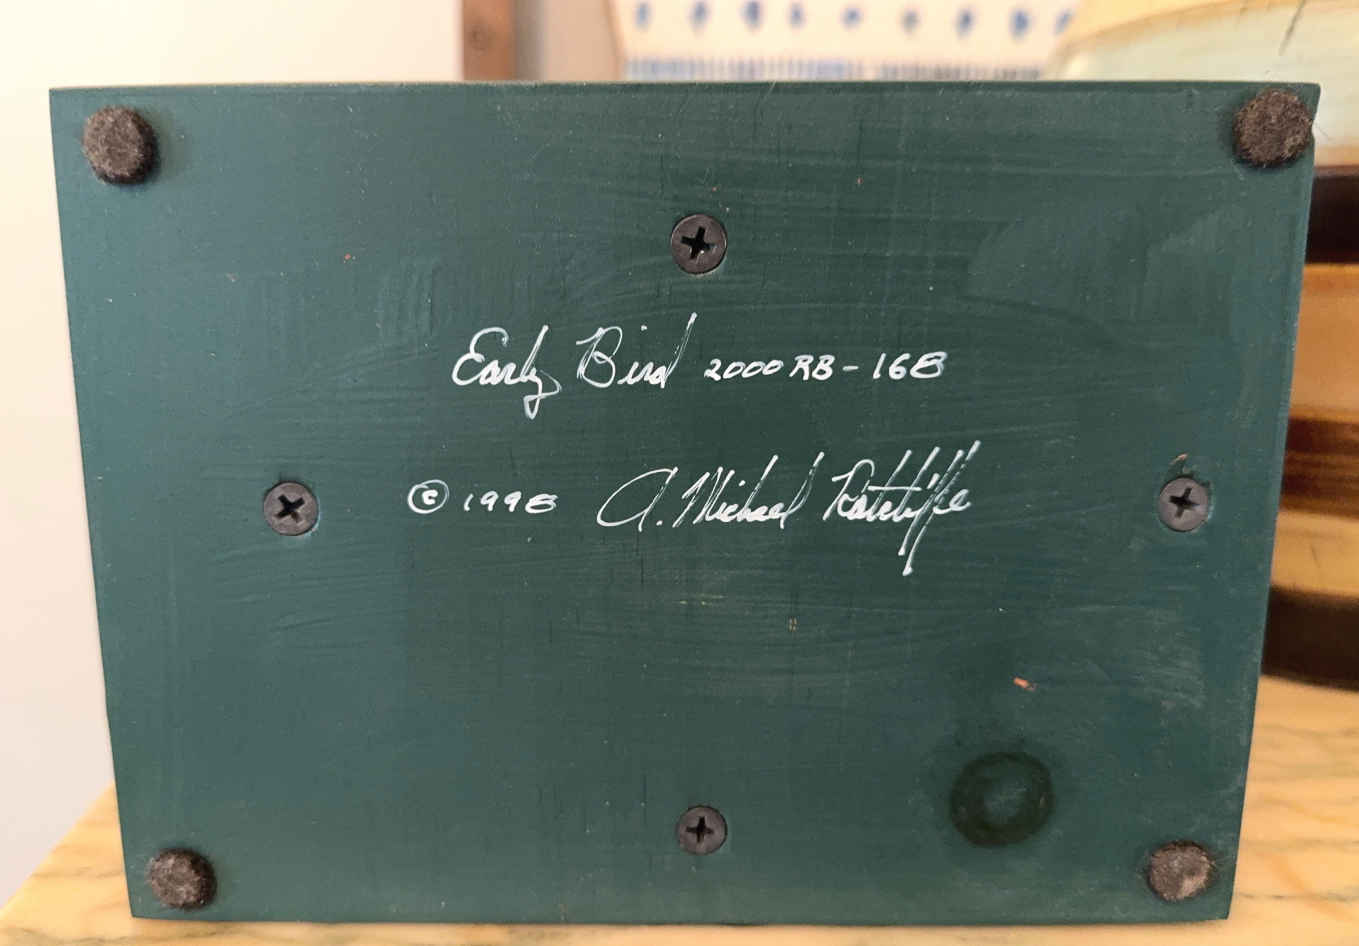 Early Bird 2000 RB-168
© 1998 A. Michael Ratcliffe